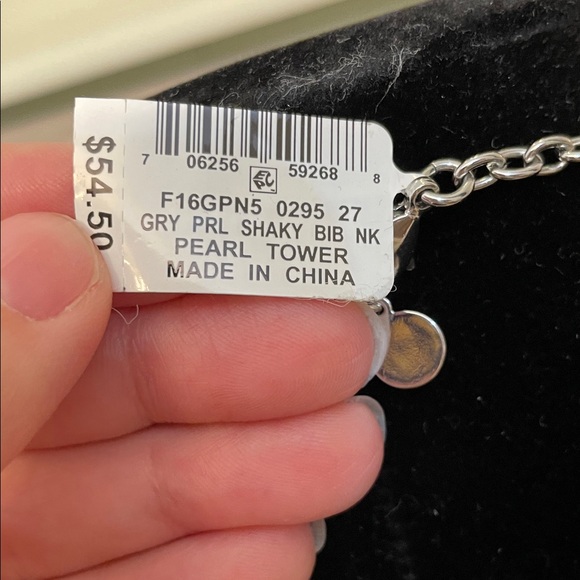 7 06256 59268 8
F16GPN5 0295 27
GRY PRL SHAKY BIB NK
PEARL TOWER
MADE IN CHINA
$54.50